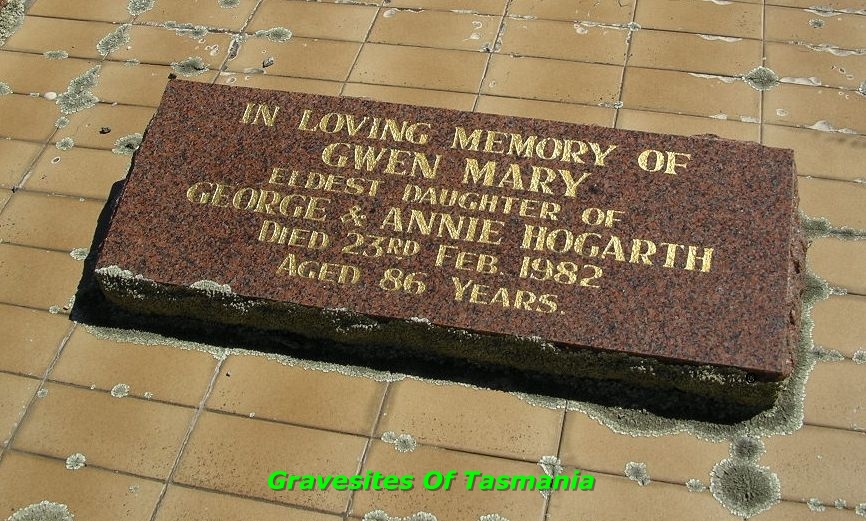 IN LOVING MEMORY OF
GWEN MARY
ELDEST DAUGHTER OF
GEORGE & ANNIE HOGARTH
DIED 23RD FEB. 1982
AGED 86 YEARS.
Gravesites Of Tasmania